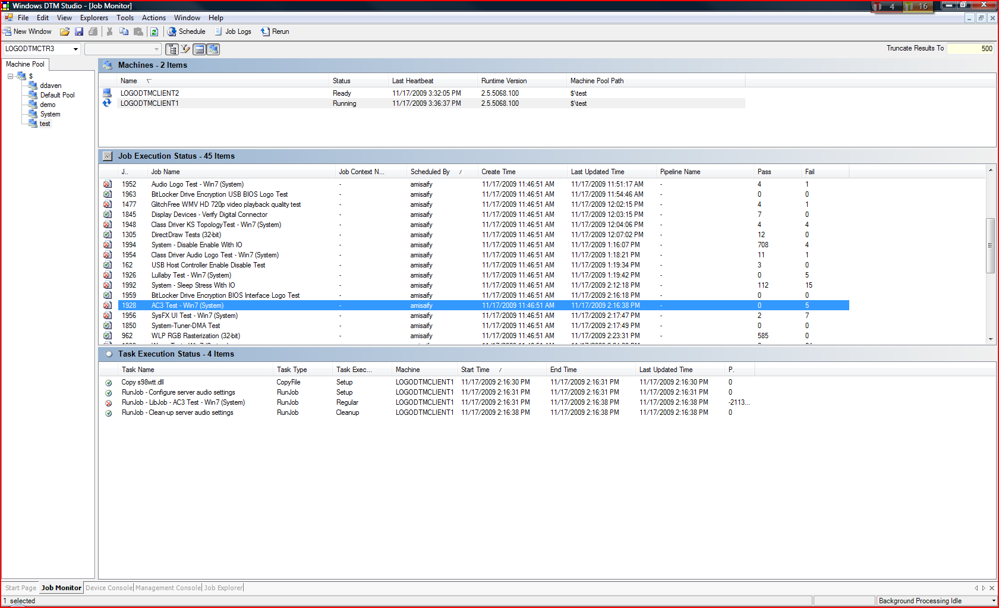 Windows DTM Studio - [Job Monitor]
4 16
File Edit View Explorers Tools Actions Window Help
New Window Schedule Job Logs Rerun
LOGODTMCTR3 Truncate Results To 500
Machine Pool
$
ddaven
Default Pool
demo
System
test
Machines - 2 Items
Name Status Last Heartbeat Runtime Version Machine Pool Path
LOGODTMCLIENT2 Ready 11/17/2009 3:32:05 PM 2.5.5068.100 $\test
LOGODTMCLIENT1 Running 11/17/2009 3:36:37 PM 2.5.5068.100 $\test
Job Execution Status - 45 Items
J.. Job Name Job Context N... Scheduled By / Create Time Last Updated Time Pipeline Name Pass Fail
1952 Audio Logo Test - Win7 (System) - amisaify 11/17/2009 11:46:51 AM 11/17/2009 11:51:17 AM - 4 1
1963 BitLocker Drive Encryption USB BIOS Logo Test - amisaify 11/17/2009 11:46:51 AM 11/17/2009 11:54:46 AM - 0 0
1477 GlitchFree WMV HD 720p video playback quality test - amisaify 11/17/2009 11:46:51 AM 11/17/2009 12:02:15 PM - 4 1
1845 Display Devices - Verify Digital Connector - amisaify 11/17/2009 11:46:51 AM 11/17/2009 12:03:15 PM - 7 0
1948 Class Driver KS TopologyTest - Win7 (System) - amisaify 11/17/2009 11:46:51 AM 11/17/2009 12:04:06 PM - 4 4
1305 DirectDraw Tests (32-bit) - amisaify 11/17/2009 11:46:51 AM 11/17/2009 12:07:02 PM - 12 0
1994 System - Disable Enable With IO - amisaify 11/17/2009 11:46:51 AM 11/17/2009 1:16:07 PM - 708 4
1954 Class Driver Audio Logo Test - Win7 (System) - amisaify 11/17/2009 11:46:51 AM 11/17/2009 1:18:21 PM - 11 1
162 USB Host Controller Enable Disable Test - amisaify 11/17/2009 11:46:51 AM 11/17/2009 1:19:34 PM - 3 0
1926 Lullaby Test - Win7 (System) - amisaify 11/17/2009 11:46:51 AM 11/17/2009 1:19:42 PM - 0 5
1992 System - Sleep Stress With IO - amisaify 11/17/2009 11:46:51 AM 11/17/2009 2:12:18 PM - 112 15
1959 BitLocker Drive Encryption BIOS Interface Logo Test - amisaify 11/17/2009 11:46:51 AM 11/17/2009 2:16:18 PM - 0 0
1928 AC3 Test - Win7 (System) - amisaify 11/17/2009 11:46:51 AM 11/17/2009 2:16:38 PM - 0 5
1956 SysFX UI Test - Win7 (System) - amisaify 11/17/2009 11:46:51 AM 11/17/2009 2:17:47 PM - 2 7
1850 System-Tuner-DMA Test - amisaify 11/17/2009 11:46:51 AM 11/17/2009 2:17:49 PM - 0 0
962 WLP RGB Rasterization (32-bit) - amisaify 11/17/2009 11:46:51 AM 11/17/2009 2:23:31 PM - 585 0
Task Execution Status - 4 Items
Task Name Task Type Task Exec... Machine Start Time / End Time Last Updated Time P.
Copy s98wtt.dll CopyFile Setup LOGODTMCLIENT1 11/17/2009 2:16:30 PM 11/17/2009 2:16:31 PM 11/17/2009 2:16:30 PM 0
RunJob - Configure server audio settings RunJob Setup LOGODTMCLIENT1 11/17/2009 2:16:31 PM 11/17/2009 2:16:31 PM 11/17/2009 2:16:31 PM 0
RunJob - LibJob - AC3 Test - Win7 (System) RunJob Regular LOGODTMCLIENT1 11/17/2009 2:16:31 PM 11/17/2009 2:16:38 PM 11/17/2009 2:16:38 PM -2113...
RunJob - Clean-up server audio settings RunJob Cleanup LOGODTMCLIENT1 11/17/2009 2:16:38 PM 11/17/2009 2:16:38 PM 11/17/2009 2:16:38 PM 0
Start Page Job Monitor Device Console Management Console Job Explorer
1 selected Background Processing Idle